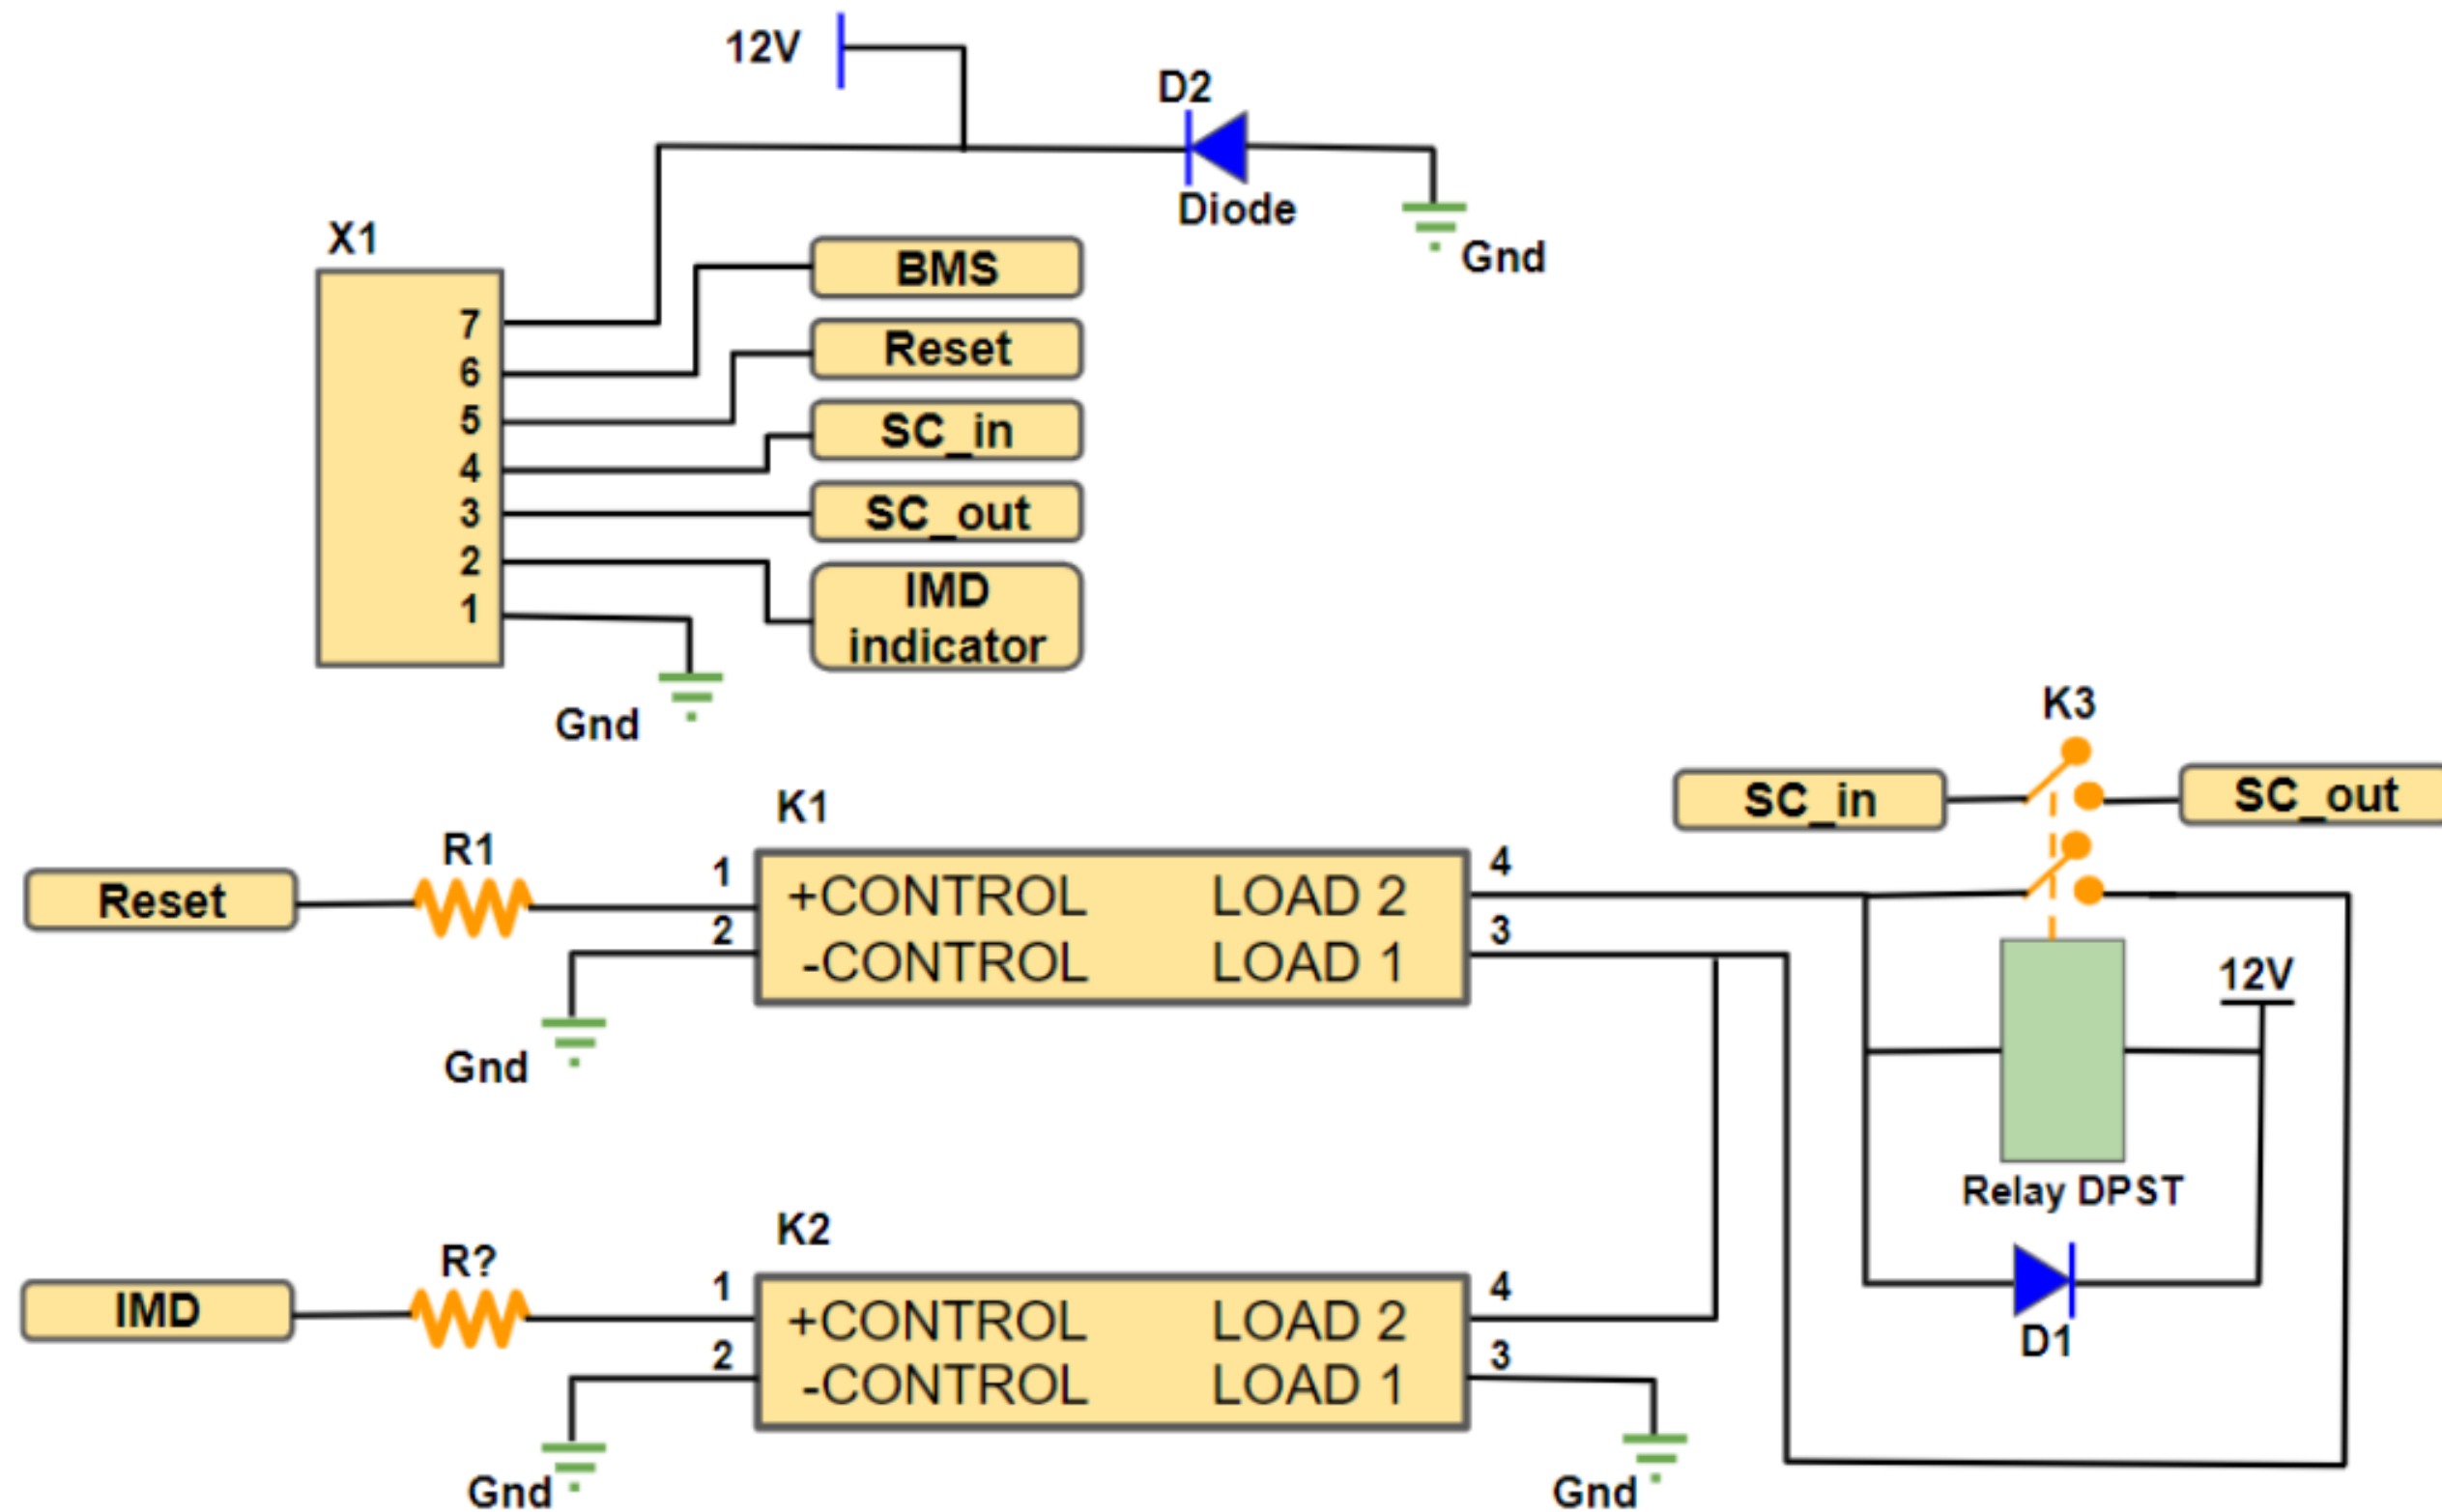 12V
D2
Diode
Gnd
X1
7
6
5
4
3
2
1
BMS
Reset
SC_in
SC_out
IMD
indicator
Gnd
K3
SC_in
SC_out
K1
R1
Reset
1
2
+CONTROL LOAD 2
-CONTROL LOAD 1
4
3
Gnd
12V
Relay DPST
D1
K2
R?
IMD
1
2
+CONTROL LOAD 2
-CONTROL LOAD 1
4
3
Gnd
Gnd